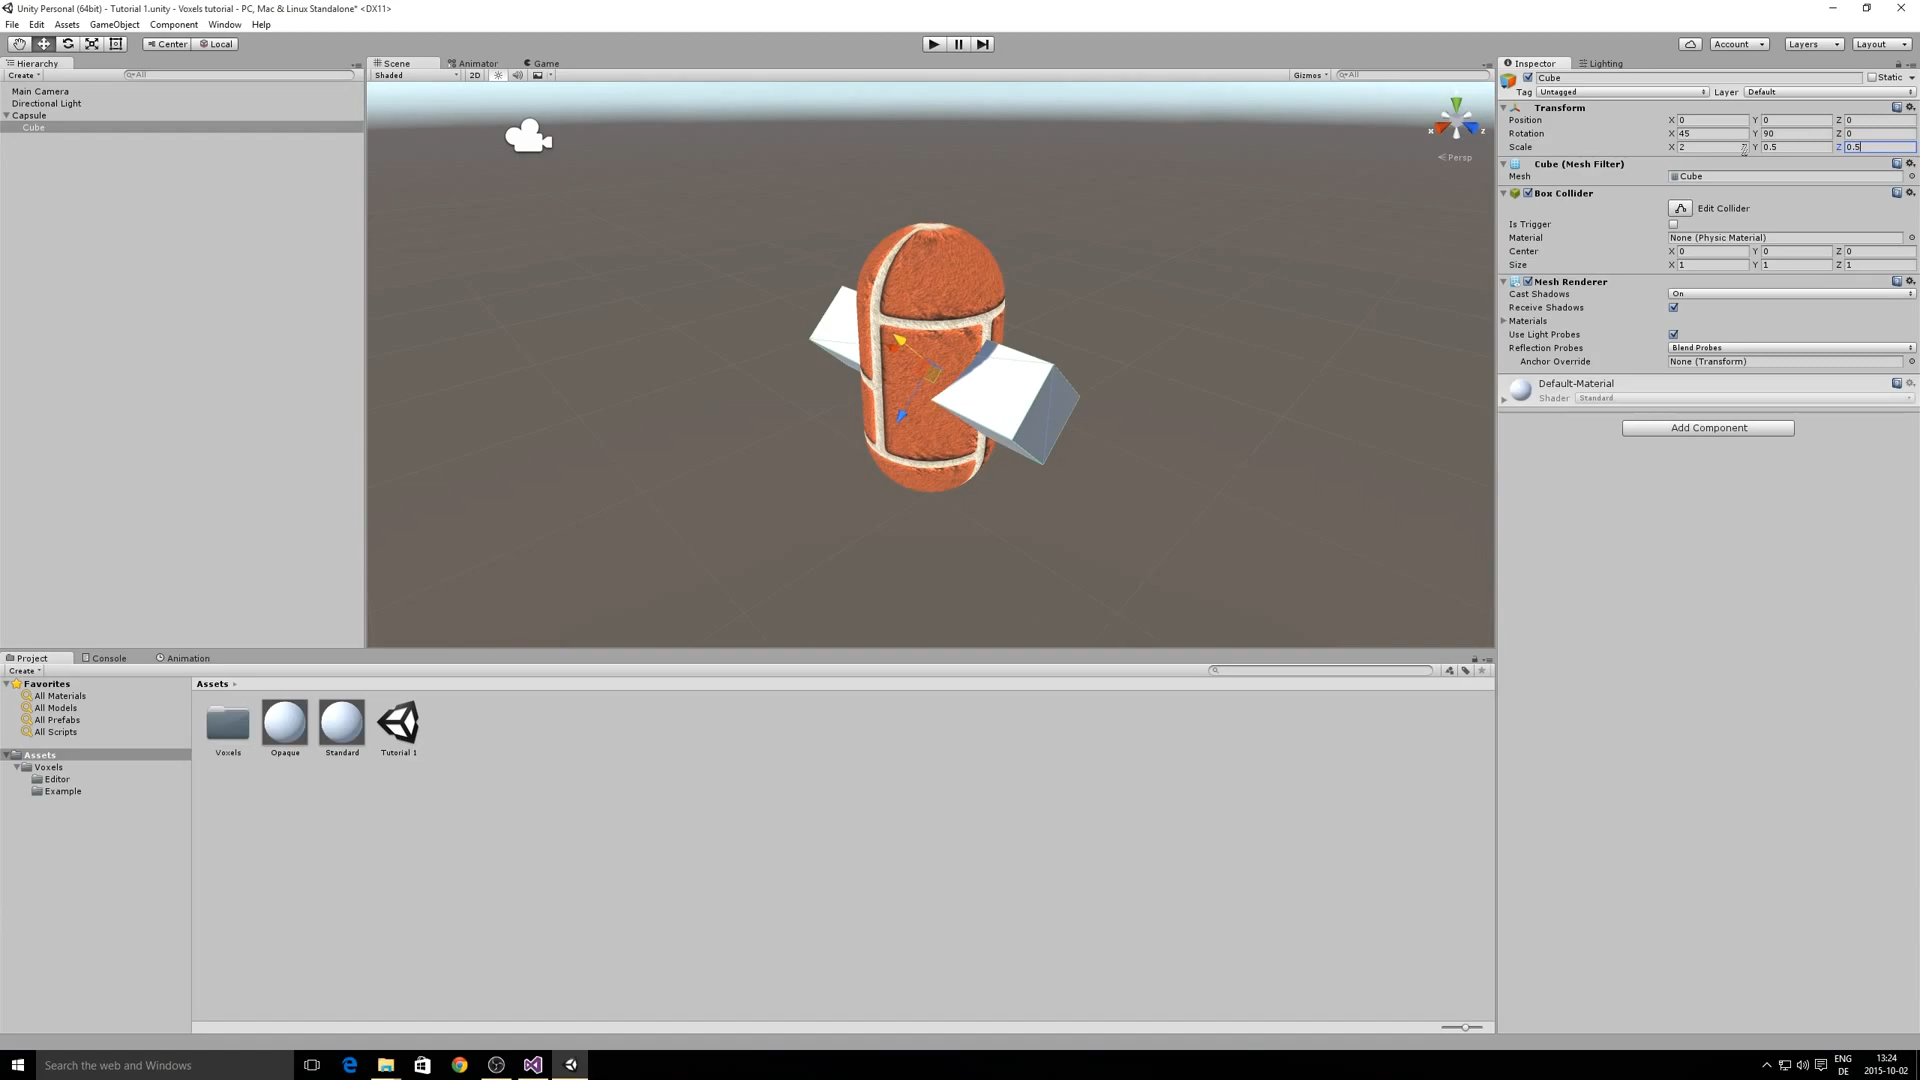 Unity Personal (64bit) - Tutorial 1.unity - Voxels tutorial - PC, Mac & Linux Standalone* <DX11>
File Edit Assets GameObject Component Window Help
Center Local
Account Layers Layout
Hierarchy
Create All
Main Camera
Directional Light
Capsule
Cube
Scene Animator Game
Shaded 2D Gizmos All
x z
Persp
Inspector Lighting
Cube Static
Tag Untagged Layer Default
Transform
Position X 0 Y 0 Z 0
Rotation X 45 Y 90 Z 0
Scale X 2 Y 0.5 Z 0.5
Cube (Mesh Filter)
Mesh Cube
Box Collider
Edit Collider
Is Trigger
Material None (Physic Material)
Center X 0 Y 0 Z 0
Size X 1 Y 1 Z 1
Mesh Renderer
Cast Shadows On
Receive Shadows
Materials
Use Light Probes
Reflection Probes Blend Probes
Anchor Override None (Transform)
Default-Material
Shader Standard
Add Component
Project Console Animation
Create
Favorites
All Materials
All Models
All Prefabs
All Scripts
Assets
Voxels
Editor
Example
Assets
Voxels Opaque Standard Tutorial 1
Search the web and Windows
ENG 13:24
DE 2015-10-02